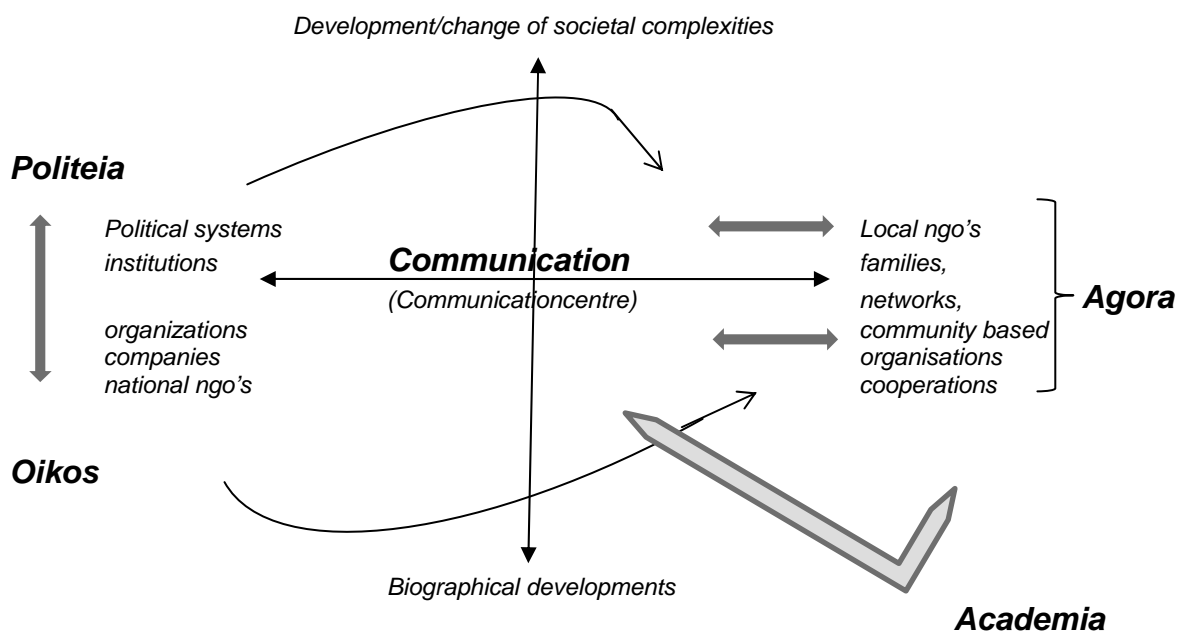 Development/change of societal complexities
Politeia
Political systems
institutions
organizations
companies
national ngo's
Oikos
Communication
(Communicationcentre)
Local ngo's
families,
networks,
community based
organisations
cooperations
Agora
Biographical developments
Academia